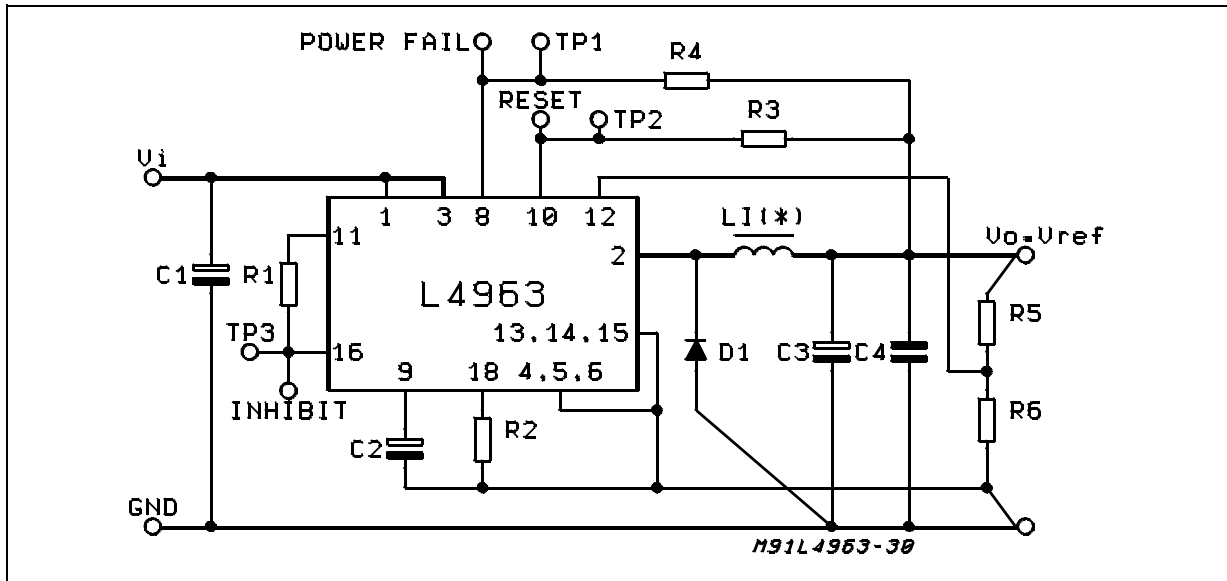 POWER FAIL
TP1
R4
RESET
TP2
R3
Vi
1
3
8
10
12
LI(*)
Vo=Vref
11
2
C1
R1
L4963
R5
13,14,15
TP3
16
D1
C3
C4
9
18
4,5,6
INHIBIT
R2
R6
C2
GND
M91L4963-30